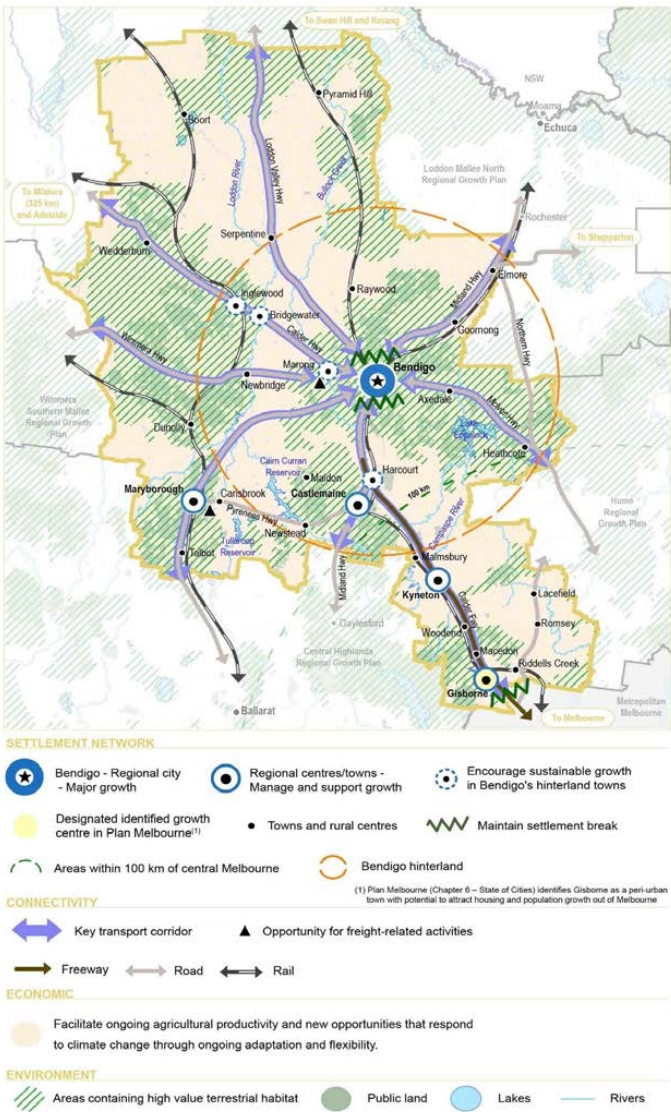 To Swan Hill and Kerang
Murray River
NSW
Moama
Echuca
Pyramid Hill
Boort
Loddon River
Loddon Valley Hwy
Bullock Creek
Loddon Mallee North
Regional Growth Plan
To Mildura
(325 km)
and Adelaide
Rochester
To Shepparton
Serpentine
Wedderburn
Elmore
Midland Hwy
Raywood
Inglewood
Bridgewater
Goornong
Northern Hwy
Calder Hwy
Wimmera Hwy
Marong
Bendigo
Newbridge
Axedale
McIvor Hwy
Wimmera
Southern Mallee
Regional Growth
Plan
Dunolly
Lake
Eppalock
Heathcote
Cairn Curran
Reservoir
Maldon
Harcourt
100 km
Maryborough
Carisbrook
Castlemaine
Pyrenees Hwy
Newstead
Campaspe River
Hume
Regional
Growth Plan
Tullaroop
Reservoir
Talbot
Midland Hwy
Malmsbury
Kyneton
Calder Fwy
Lancefield
Daylesford
Woodend
Romsey
Central Highlands
Regional Growth Plan
Macedon
Riddells Creek
Gisborne
Metropolitan
Melbourne
Ballarat
To Melbourne
SETTLEMENT NETWORK
Bendigo - Regional city
- Major growth
Regional centres/towns -
Manage and support growth
Encourage sustainable growth
in Bendigo's hinterland towns
Designated identified growth
centre in Plan Melbourne(1)
Towns and rural centres
Maintain settlement break
Areas within 100 km of central Melbourne
Bendigo hinterland
(1) Plan Melbourne (Chapter 6 – State of Cities) identifies Gisborne as a peri-urban
town with potential to attract housing and population growth out of Melbourne
CONNECTIVITY
Key transport corridor
Opportunity for freight-related activities
Freeway
Road
Rail
ECONOMIC
Facilitate ongoing agricultural productivity and new opportunities that respond
to climate change through ongoing adaptation and flexibility.
ENVIRONMENT
Areas containing high value terrestrial habitat
Public land
Lakes
Rivers